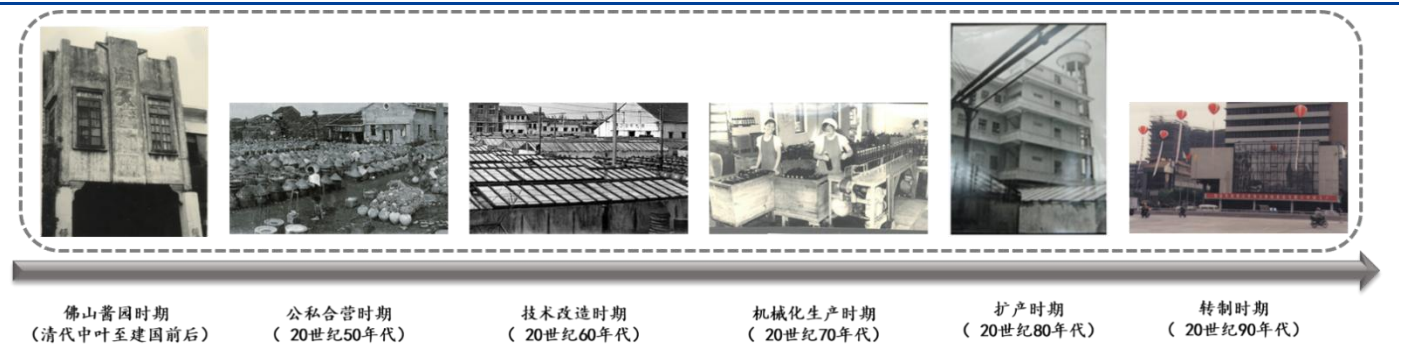 佛山酱园时期
（清代中叶至建国前后）
公私合营时期
（ 20世纪50年代）
技术改造时期
（ 20世纪60年代）
机械化生产时期
（ 20世纪70年代）
扩产时期
（ 20世纪80年代）
转制时期
（ 20世纪90年代）